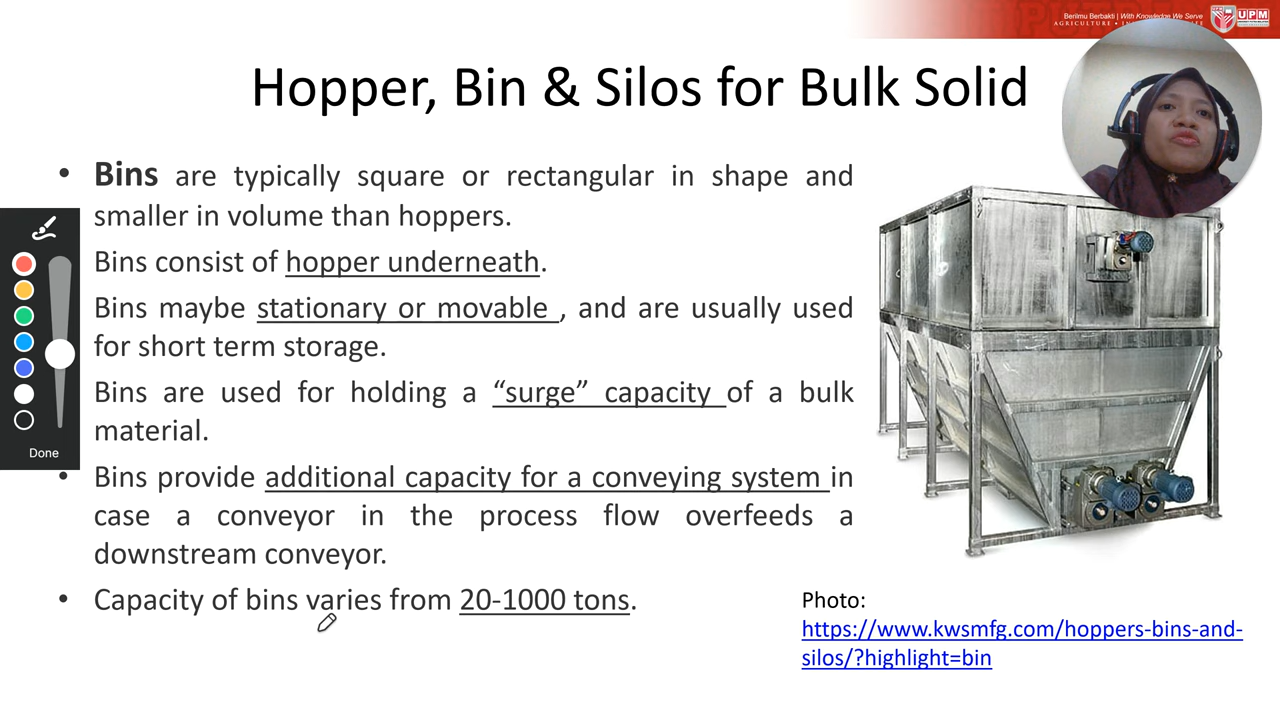 Berilmu Berbakti | With Knowledge We Serve
UPM
Hopper, Bin & Silos for Bulk Solid
• Bins are typically square or rectangular in shape and
smaller in volume than hoppers.
Bins consist of hopper underneath.
Bins maybe stationary or movable , and are usually used
for short term storage.
Bins are used for holding a “surge” capacity of a bulk
material.
• Bins provide additional capacity for a conveying system in
case a conveyor in the process flow overfeeds a
downstream conveyor.
• Capacity of bins varies from 20-1000 tons.
Done
Photo:
https://www.kwsmfg.com/hoppers-bins-and-
silos/?highlight=bin